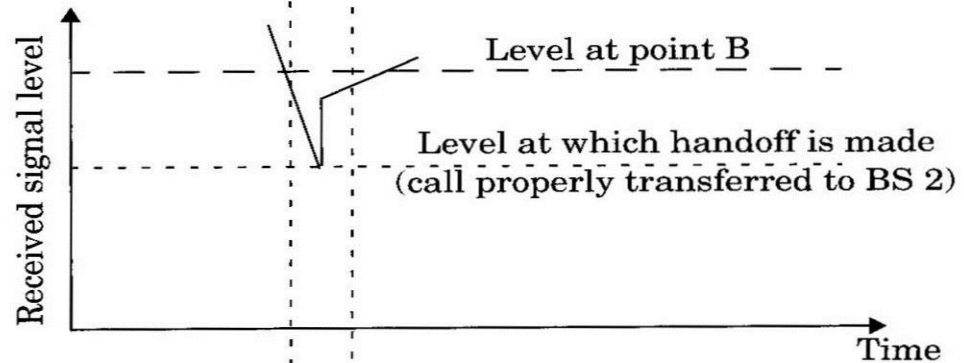 Received signal level
Level at point B
Level at which handoff is made
(call properly transferred to BS 2)
Time